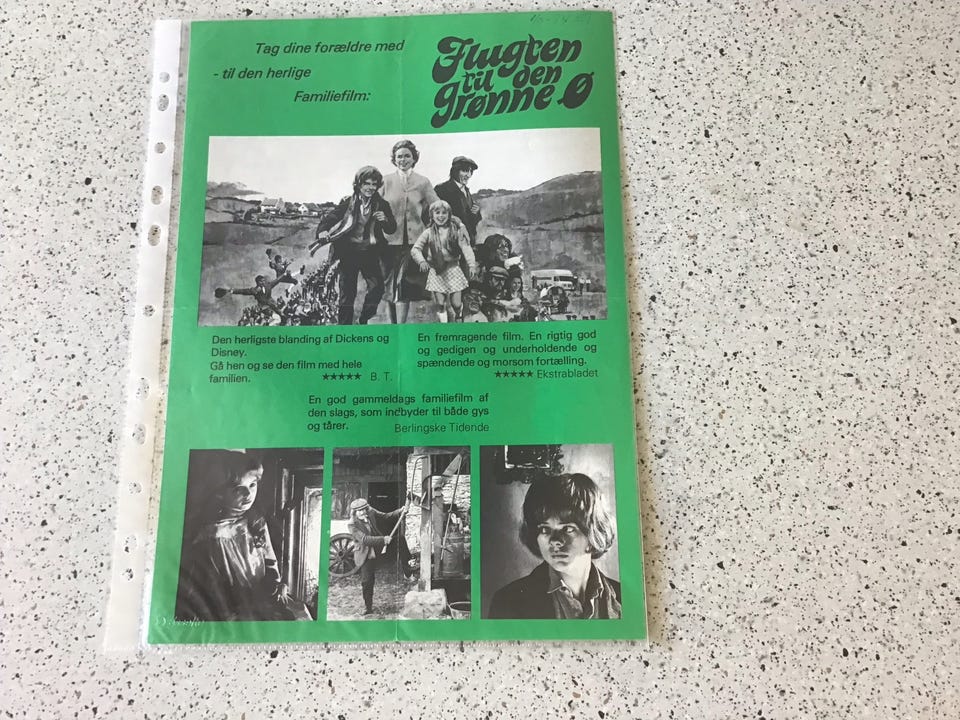 Tag dine forældre med
- til den herlige
Familiefilm:
Flugten
til den
grønne Ø
Den herligste blanding af Dickens og
Disney.
Gå hen og se den film med hele
familien. ★★★★★ B. T.
En fremragende film. En rigtig god
og gedigen og underholdende og
spændende og morsom fortælling.
★★★★★ Ekstrabladet
En god gammeldags familiefilm af
den slags, som indbyder til både gys
og tårer. Berlingske Tidende